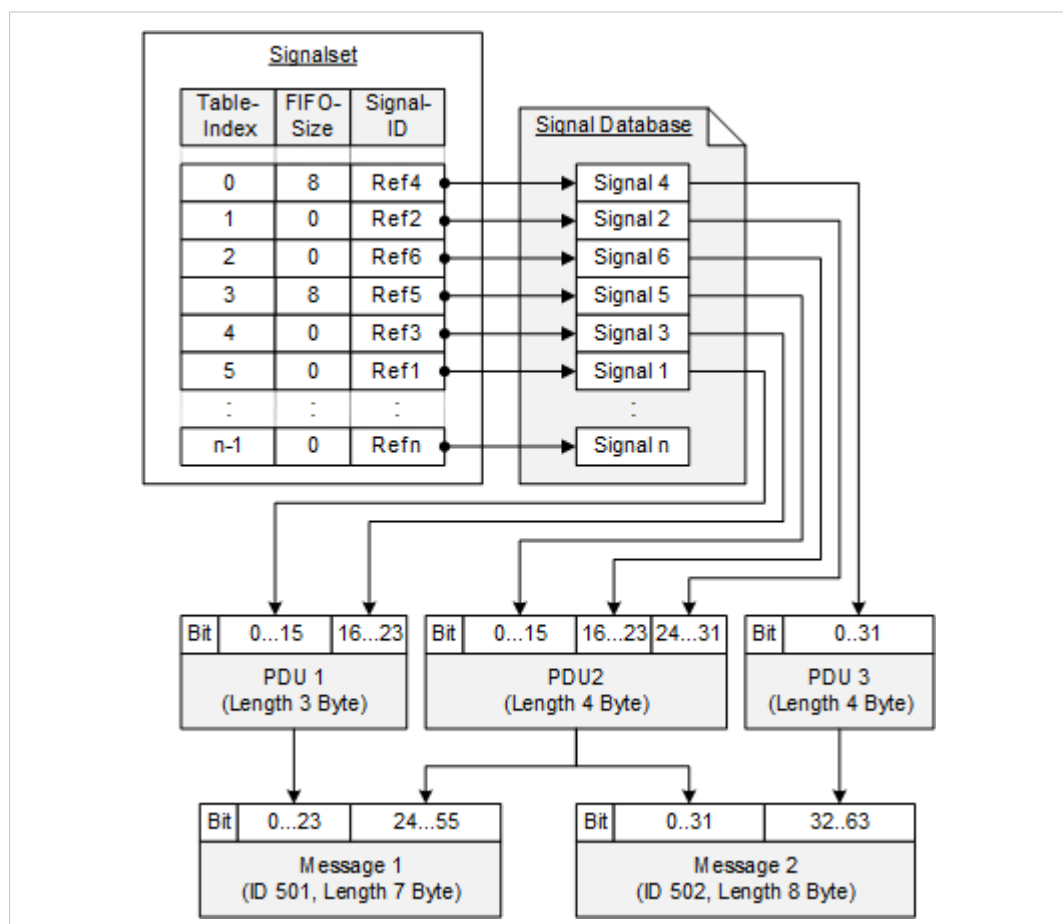 Signalset
Table-Index FIFO-Size Signal-ID
0 8 Ref4
1 0 Ref2
2 0 Ref6
3 8 Ref5
4 0 Ref3
5 0 Ref1
: : :
n-1 0 Refn
Signal Database
Signal 4
Signal 2
Signal 6
Signal 5
Signal 3
Signal 1
:
Signal n
Bit 0...15 16...23
PDU 1
(Length 3 Byte)
Bit 0...15 16...23 24...31
PDU2
(Length 4 Byte)
Bit 0..31
PDU 3
(Length 4 Byte)
Bit 0...23 24...55
Message 1
(ID 501, Length 7 Byte)
Bit 0..31 32..63
Message 2
(ID 502, Length 8 Byte)